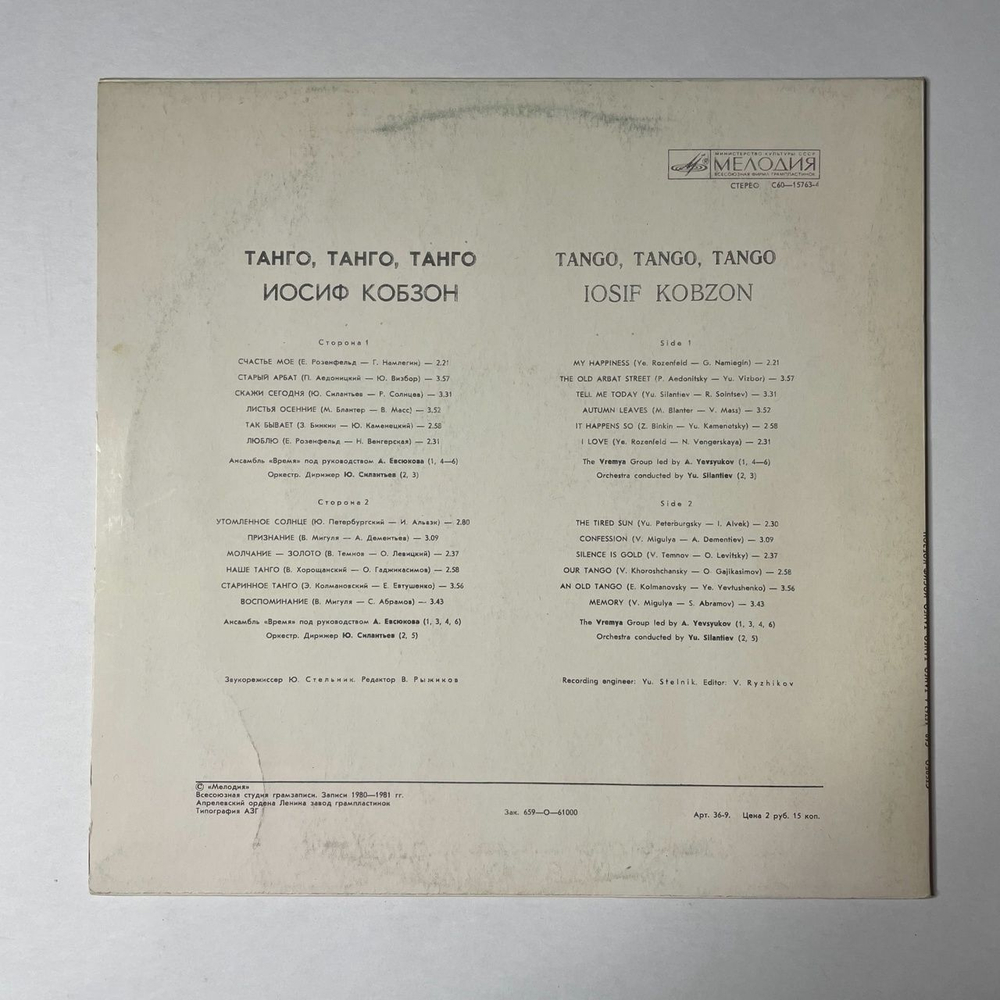 МИНИСТЕРСТВО КУЛЬТУРЫ СССР
МЕЛОДИЯ
ВСЕСОЮЗНАЯ ФИРМА ГРАМПЛАСТИНОК
СТЕРЕО С60—15763-4
ТАНГО, ТАНГО, ТАНГО
ИОСИФ КОБЗОН
Сторона 1
СЧАСТЬЕ МОЕ (Е. Розенфельд — Г. Намлегин) — 2.21
СТАРЫЙ АРБАТ (П. Аедоницкий — Ю. Визбор) — 3.57
СКАЖИ СЕГОДНЯ (Ю. Силантьев — Р. Солнцев) — 3.31
ЛИСТЬЯ ОСЕННИЕ (М. Блантер — В. Масс) — 3.52
ТАК БЫВАЕТ (З. Бинкин — Ю. Каменецкий) — 2.58
ЛЮБЛЮ (Е. Розенфельд — Н. Венгерская) — 2.31
Ансамбль «Время» под руководством А. Евсюкова (1, 4—6)
Оркестр. Дирижер Ю. Силантьев (2, 3)
Сторона 2
УТОМЛЕННОЕ СОЛНЦЕ (Ю. Петербургский — И. Альвэк) — 2.80
ПРИЗНАНИЕ (В. Мигуля — А. Дементьев) — 3.09
МОЛЧАНИЕ — ЗОЛОТО (В. Темнов — О. Левицкий) — 2.37
НАШЕ ТАНГО (В. Хорощанский — О. Гаджикасимов) — 2.58
СТАРИННОЕ ТАНГО (Э. Колмановский — Е. Евтушенко) — 3.56
ВОСПОМИНАНИЕ (В. Мигуля — С. Абрамов) — 3.43
Ансамбль «Время» под руководством А. Евсюкова (1, 3, 4, 6)
Оркестр. Дирижер Ю. Силантьев (2, 5)
Звукорежиссер Ю. Стельник. Редактор В. Рыжиков
TANGO, TANGO, TANGO
IOSIF KOBZON
Side 1
MY HAPPINESS (Ye. Rozenfeld — G. Namiegin) — 2.21
THE OLD ARBAT STREET (P. Aedonitsky — Yu. Vizbor) — 3.57
TELL ME TODAY (Yu. Silantiev — R. Solntsev) — 3.31
AUTUMN LEAVES (M. Blanter — V. Mass) — 3.52
IT HAPPENS SO (Z. Binkin — Yu. Kamenotsky) — 2.58
I LOVE (Ye. Rozenfeld — N. Vengerskaya) — 2.31
The Vremya Group led by A. Yevsyukov (1, 4—6)
Orchestra conducted by Yu. Silantiev (2, 3)
Side 2
THE TIRED SUN (Yu. Peterburgsky — I. Alvek) — 2.30
CONFESSION (V. Migulya — A. Dementiev) — 3.09
SILENCE IS GOLD (V. Temnov — O. Levitsky) — 2.37
OUR TANGO (V. Khoroshchansky — O. Gajikasimov) — 2.58
AN OLD TANGO (E. Kolmanovsky — Ye. Yevtushenko) — 3.56
MEMORY (V. Migulya — S. Abramov) — 3.43
The Vremya Group led by A. Yevsyukov (1, 3, 4, 6)
Orchestra conducted by Yu. Silantiev (2, 5)
Recording engineer: Yu. Stelnik. Editor: V. Ryzhikov
© «Мелодия»
Всесоюзная студия грамзаписи. Записи 1980—1981 гг.
Апрелевский ордена Ленина завод грампластинок
Типография АЗГ
Зак. 659—О—61000
Арт. 36-9. Цена 2 руб. 15 коп.